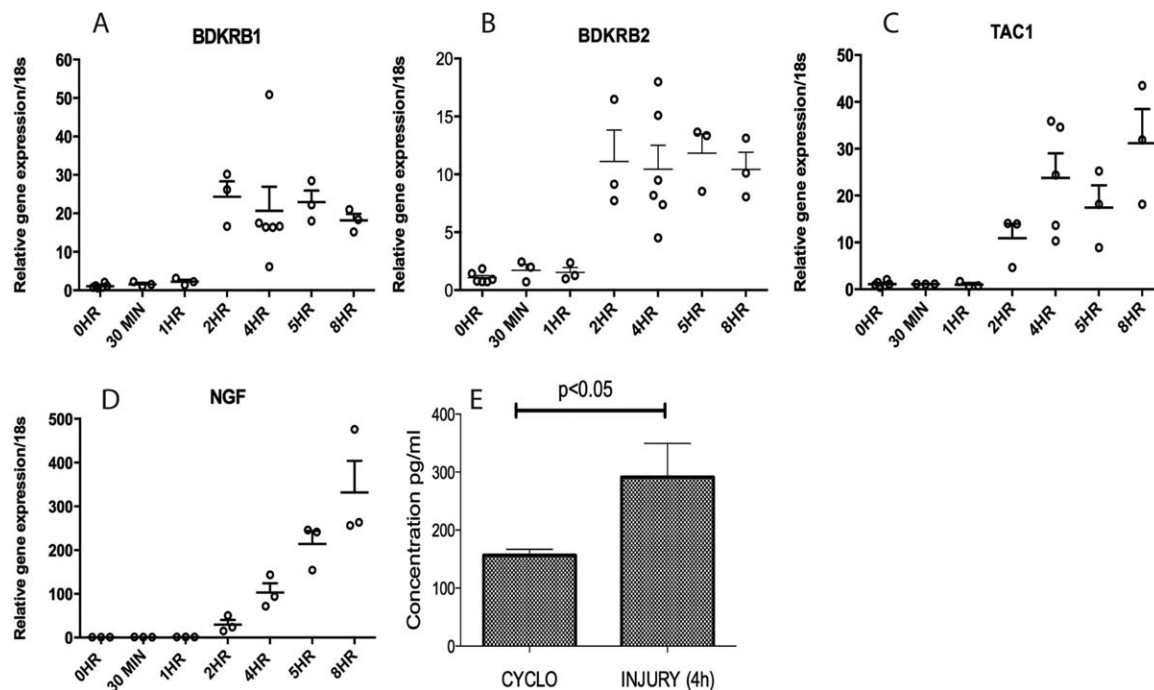 A
BDKRB1
Relative gene expression/18s
60
50
40
30
20
10
0
0HR
30 MIN
1HR
2HR
4HR
5HR
8HR
B
BDKRB2
Relative gene expression/18s
20
15
10
5
0
0HR
30 MIN
1HR
2HR
4HR
5HR
8HR
C
TAC1
Relative gene expression/18s
50
40
30
20
10
0
0HR
30 MIN
1HR
2HR
4HR
5HR
8HR
D
NGF
Relative gene expression/18s
500
400
300
200
100
0
0HR
30 MIN
1HR
2HR
4HR
5HR
8HR
E
p<0.05
Concentration pg/ml
400
300
200
100
0
CYCLO
INJURY (4h)